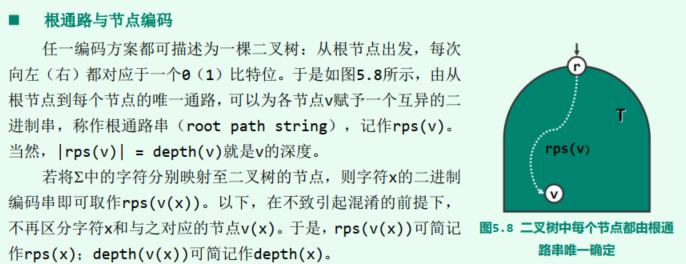 ■ 根通路与节点编码
任一编码方案都可描述为一棵二叉树：从根节点出发，每次
向左（右）都对应于一个0（1）比特位。于是如图5.8所示，由从
根节点到每个节点的唯一通路，可以为各节点v赋予一个互异的二
进制串，称作根通路串（root path string），记作rps(v)。
当然，|rps(v)| = depth(v)就是v的深度。
若将Σ中的字符分别映射至二叉树的节点，则字符x的二进制
编码串即可取作rps(v(x))。以下，在不致引起混淆的前提下，
不再区分字符x和与之对应的节点v(x)。于是，rps(v(x))可简记
作rps(x)；depth(v(x))可简记作depth(x)。
r
T
rps(v)
v
图5.8 二叉树中每个节点都由根通
路串唯一确定